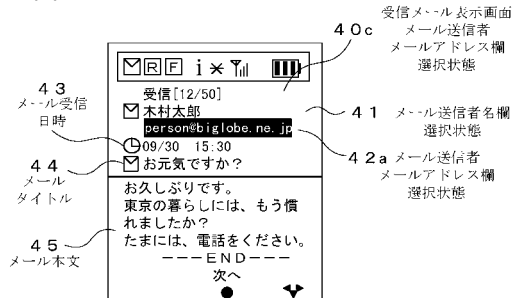 40c
受信メール表示画面
メール送信者
メールアドレス欄
選択状態
R F i
受信[12/50]
木村太郎
person@biglobe.ne.jp
09/30 15:30
お元気ですか?
お久しぶりです。
東京の暮らしには、もう慣
れましたか?
たまには、電話をください。
---END---
次へ
43
メール受信
日時
44
メール
タイトル
45
メール本文
41 メール送信者名欄
選択状態
42a メール送信者
メールアドレス欄
選択状態